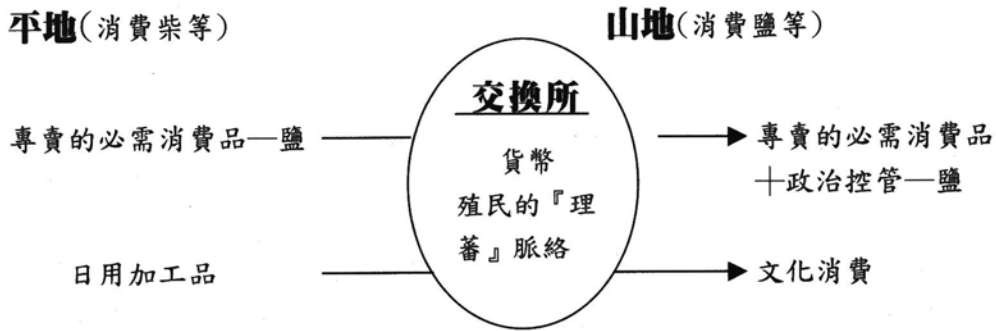 平地(消費柴等)
山地(消費鹽等)
交換所
專賣的必需消費品—鹽
貨幣
殖民的『理
蕃』脈絡
專賣的必需消費品
＋政治控管—鹽
日用加工品
文化消費